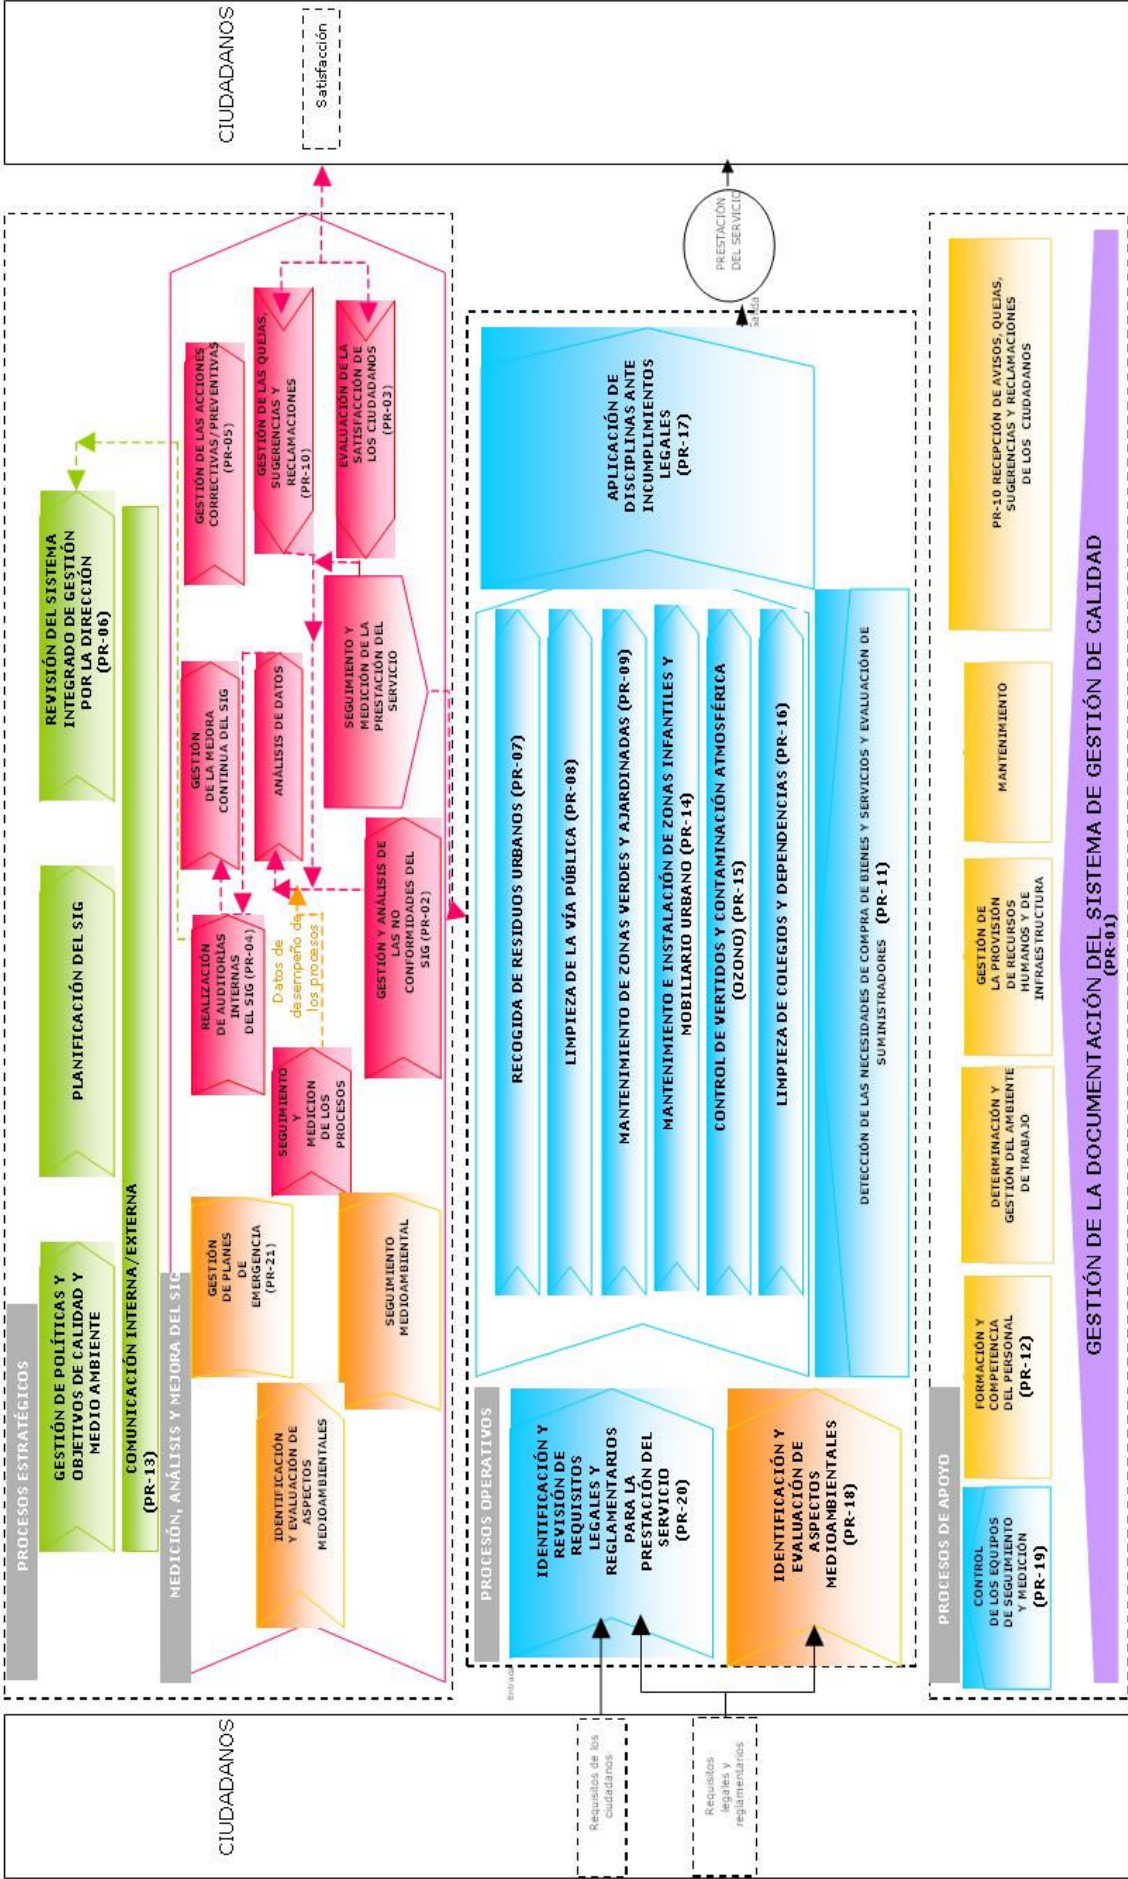 CIUDADANOS
Requisitos de los
ciudadanos
Requisitos
legales y
reglamentarios
PROCESOS ESTRATÉGICOS
GESTIÓN DE POLÍTICAS Y
OBJETIVOS DE CALIDAD Y
MEDIO AMBIENTE
PLANIFICACIÓN DEL SIG
REVISIÓN DEL SISTEMA
INTEGRADO DE GESTIÓN
POR LA DIRECCIÓN
(PR-06)
COMUNICACIÓN INTERNA/EXTERNA
(PR-13)
MEDICIÓN, ANÁLISIS Y MEJORA DEL SIG
IDENTIFICACIÓN
Y EVALUACIÓN DE
ASPECTOS
MEDIOAMBIENTALES
GESTIÓN
DE PLANES
DE
EMERGENCIA
(PR-21)
SEGUIMIENTO
MEDIOAMBIENTAL
SEGUIMIENTO
Y
MEDICION
DE LOS
PROCESOS
REALIZACIÓN
DE AUDITORÍAS
INTERNAS
DEL SIG (PR-04)
Datos de
desempeño de
los procesos
GESTIÓN Y ANÁLISIS DE
LAS NO
CONFORMIDADES DEL
SIG (PR-02)
GESTIÓN
DE LA MEJORA
CONTINUA DEL SIG
ANÁLISIS DE DATOS
SEGUIMIENTO Y
MEDICIÓN DE LA
PRESTACIÓN DEL
SERVICIO
GESTIÓN DE LAS ACCIONES
CORRECTIVAS/PREVENTIVAS
(PR-05)
GESTIÓN DE LAS QUEJAS,
SUGERENCIAS Y
RECLAMACIONES
(PR-10)
EVALUACIÓN DE LA
SATISFACCIÓN DE
LOS CIUDADANOS
(PR-03)
PROCESOS OPERATIVOS
Entrada
IDENTIFICACIÓN Y
REVISIÓN DE
REQUISITOS
LEGALES Y
REGLAMENTARIOS
PARA LA
PRESTACIÓN DEL
SERVICIO
(PR-20)
IDENTIFICACIÓN Y
EVALUACIÓN DE
ASPECTOS
MEDIOAMBIENTALES
(PR-18)
RECOGIDA DE RESIDUO URBANOS (PR-07)
LIMPIEZA DE LA VÍA PÚBLICA (PR-08)
MANTENIMIENTO DE ZONAS VERDES Y AJARDINADAS (PR-09)
MANTENIMIENTO E INSTALACIÓN DE ZONAS INFANTILES Y
MOBILIARIO URBANO (PR-14)
CONTROL DE VERTIDOS Y CONTAMINACIÓN ATMOSFÉRICA
(OZONO) (PR-15)
LIMPIEZA DE COLEGIOS Y DEPENDENCIAS (PR-16)
DETECCIÓN DE LAS NECESIDADES DE COMPRA DE BIENES Y SERVICIOS Y EVALUACIÓN DE
SUMINISTRADORES (PR-11)
APLICACIÓN DE
DISCIPLINAS ANTE
INCUMPLIMIENTOS
LEGALES
(PR-17)
Salida
PRESTACIÓN
DEL SERVICIO
PROCESOS DE APOYO
CONTROL
DE LOS EQUIPOS
DE SEGUIMIENTO
Y MEDICIÓN
(PR-19)
FORMACIÓN Y
COMPETENCIA
DEL PERSONAL
(PR-12)
DETERMINACIÓN Y
GESTIÓN DEL AMBIENTE
DE TRABAJO
GESTIÓN DE
LA PROVISIÓN
DE RECURSOS
HUMANOS Y DE
INFRAESTRUCTURA
MANTENIMIENTO
PR-10 RECEPCIÓN DE AVISOS, QUEJAS,
SUGERENCIAS Y RECLAMACIONES
DE LOS CIUDADANOS
GESTIÓN DE LA DOCUMENTACIÓN DEL SISTEMA DE GESTIÓN DE CALIDAD
(PR-01)
CIUDADANOS
Satisfacción